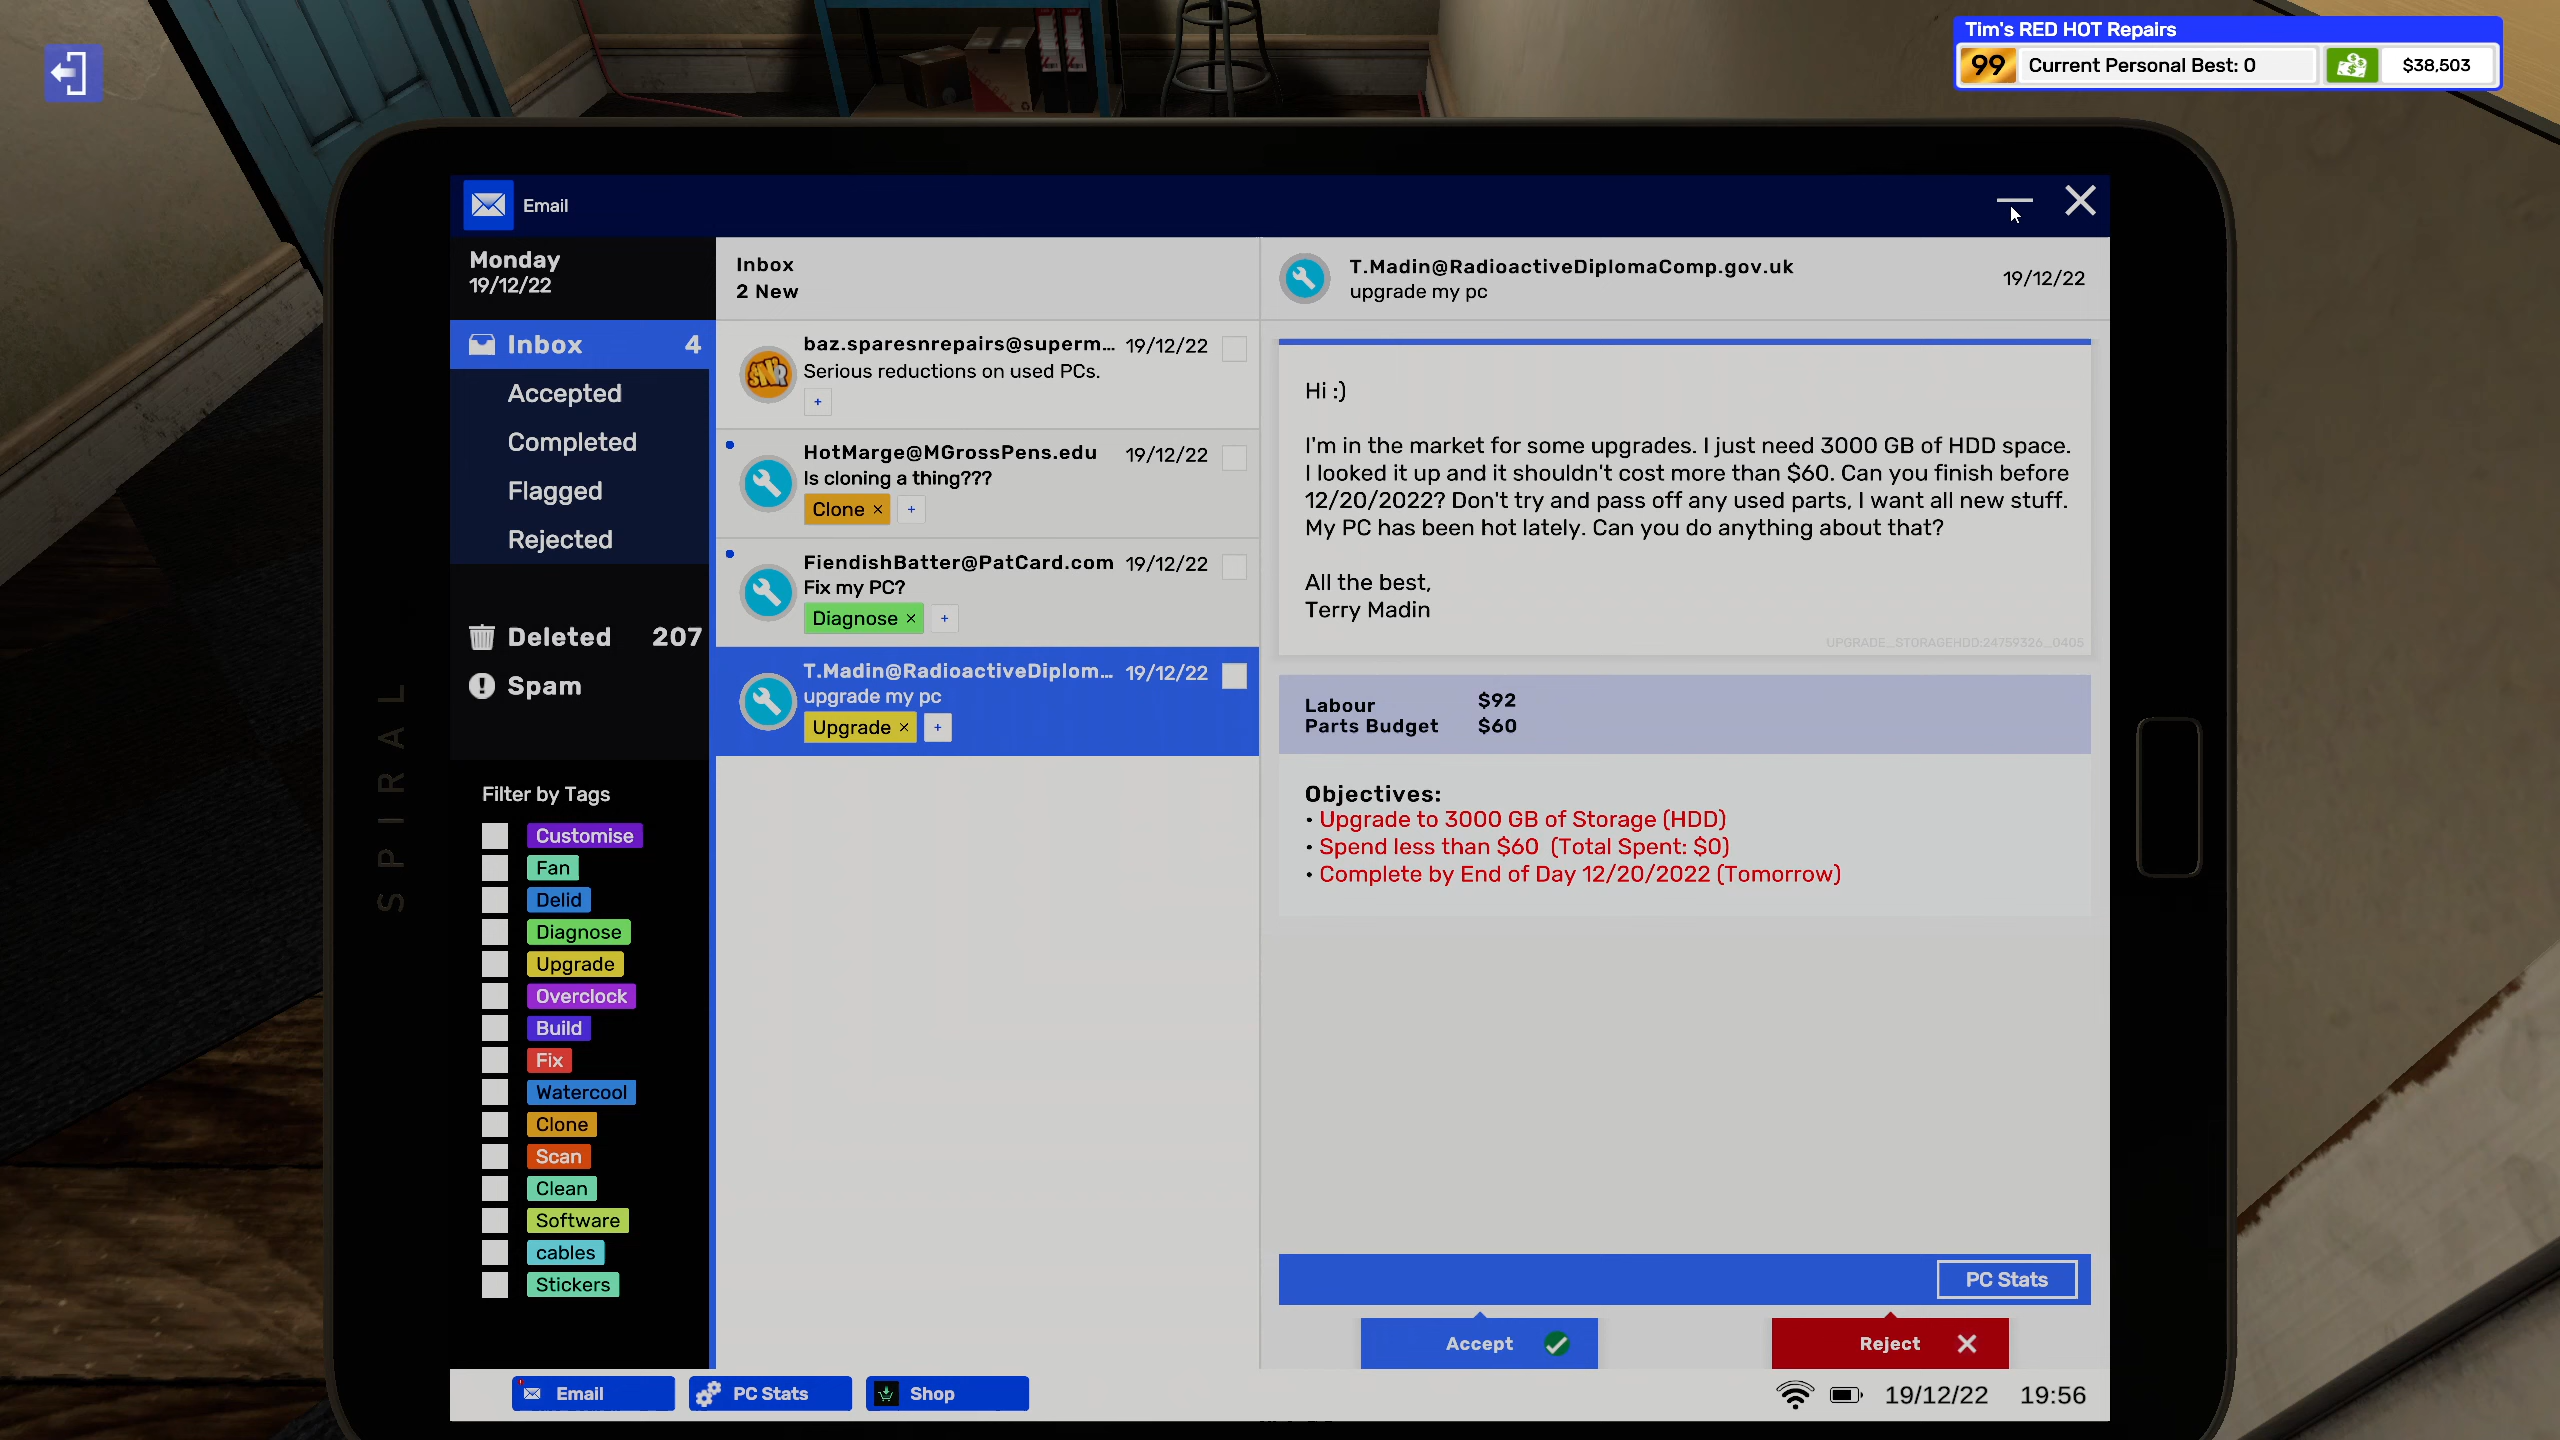 Tim's RED HOT Repairs
99 Current Personal Best: 0 $38,503
Email
Monday
19/12/22
Inbox 4
Accepted
Completed
Flagged
Rejected
Deleted 207
Spam
Filter by Tags
Customise
Fan
Delid
Diagnose
Upgrade
Overclock
Build
Fix
Watercool
Clone
Scan
Clean
Software
cables
Stickers
Inbox
2 New
baz.sparesnrepairs@superm... 19/12/22
SNR
Serious reductions on used PCs.
+
HotMarge@MGrossPens.edu 19/12/22
Is cloning a thing???
Clone × +
FiendishBatter@PatCard.com 19/12/22
Fix my PC?
Diagnose × +
T.Madin@RadioactiveDiplom... 19/12/22
upgrade my pc
Upgrade × +
T.Madin@RadioactiveDiplomaComp.gov.uk
upgrade my pc
19/12/22
Hi :)
I'm in the market for some upgrades. I just need 3000 GB of HDD space.
I looked it up and it shouldn't cost more than $60. Can you finish before
12/20/2022? Don't try and pass off any used parts, I want all new stuff.
My PC has been hot lately. Can you do anything about that?
All the best,
Terry Madin
UPGRADE_STORAGEHDD:24759326_0405
Labour $92
Parts Budget $60
Objectives:
• Upgrade to 3000 GB of Storage (HDD)
• Spend less than $60 (Total Spent: $0)
• Complete by End of Day 12/20/2022 (Tomorrow)
PC Stats
Accept
Reject
Email
PC Stats
Shop
19/12/22 19:56
SPIRAL